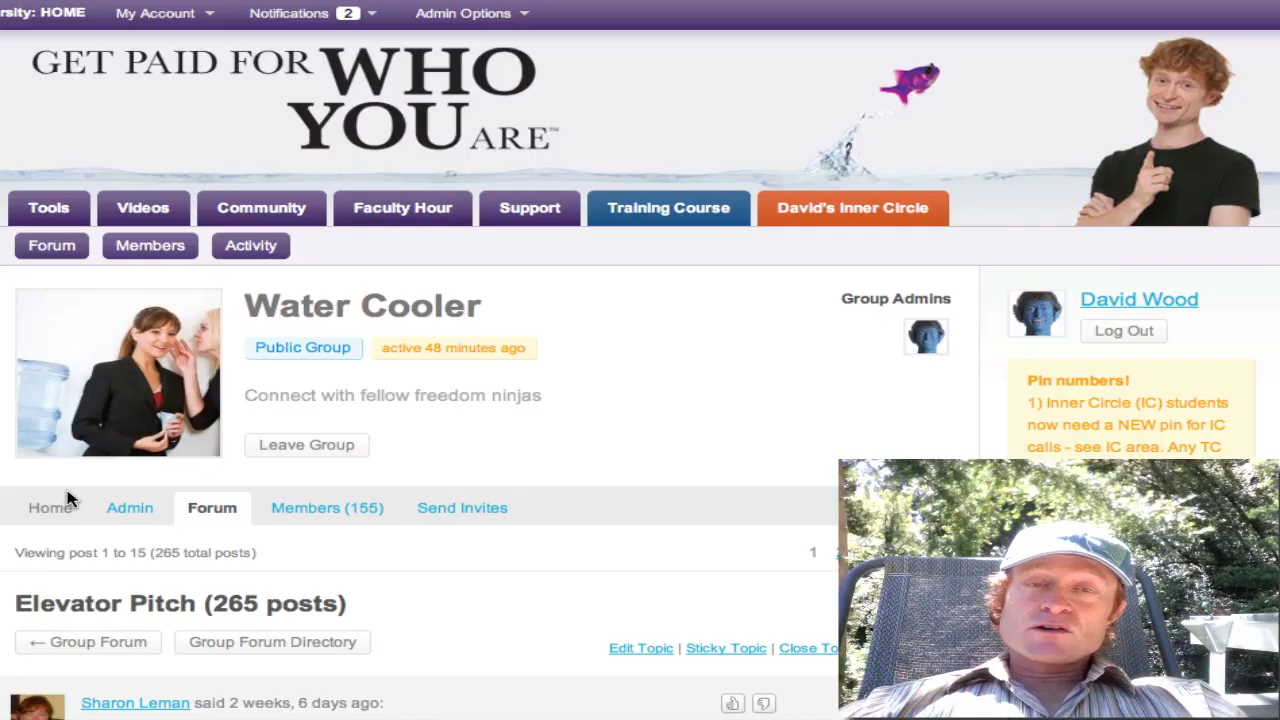 rsity: HOME My Account Notifications 2 Admin Options
GET PAID FOR WHO
YOU ARE™
Tools Videos Community Faculty Hour Support Training Course David's Inner Circle
Forum Members Activity
Water Cooler
Group Admins
David Wood
Public Group active 48 minutes ago
Log Out
Connect with fellow freedom ninjas
Pin numbers!
1) Inner Circle (IC) students
now need a NEW pin for IC
calls - see IC area. Any TC
Leave Group
Home Admin Forum Members (155) Send Invites
Viewing post 1 to 15 (265 total posts) 1
Elevator Pitch (265 posts)
← Group Forum Group Forum Directory
Edit Topic | Sticky Topic | Close To
Sharon Leman said 2 weeks, 6 days ago: